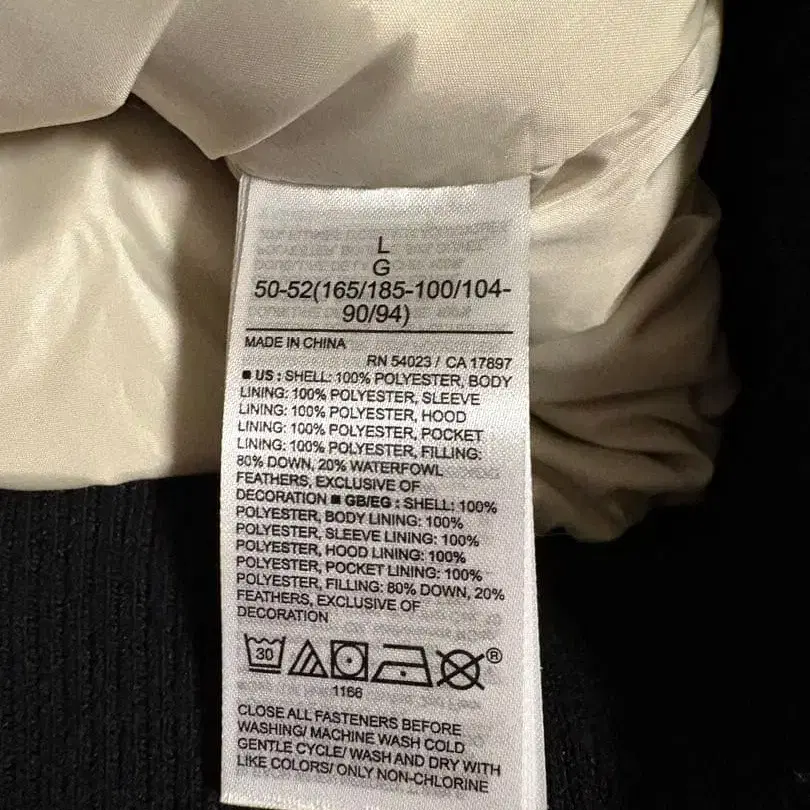 L
G
50-52(165/185-100/104-
90/94)
MADE IN CHINA
RN 54023 / CA 17897
■ US : SHELL: 100% POLYESTER, BODY
LINING: 100% POLYESTER, SLEEVE
LINING: 100% POLYESTER, HOOD
LINING: 100% POLYESTER, POCKET
LINING: 100% POLYESTER, FILLING:
80% DOWN, 20% WATERFOWL
FEATHERS, EXCLUSIVE OF
DECORATION ■ GB/EG : SHELL: 100%
POLYESTER, BODY LINING: 100%
POLYESTER, SLEEVE LINING: 100%
POLYESTER, HOOD LINING: 100%
POLYESTER, POCKET LINING: 100%
POLYESTER, FILLING: 80% DOWN, 20%
FEATHERS, EXCLUSIVE OF
DECORATION
30 ®
1166
CLOSE ALL FASTENERS BEFORE
WASHING/ MACHINE WASH COLD
GENTLE CYCLE/ WASH AND DRY WITH
LIKE COLORS/ ONLY NON-CHLORINE